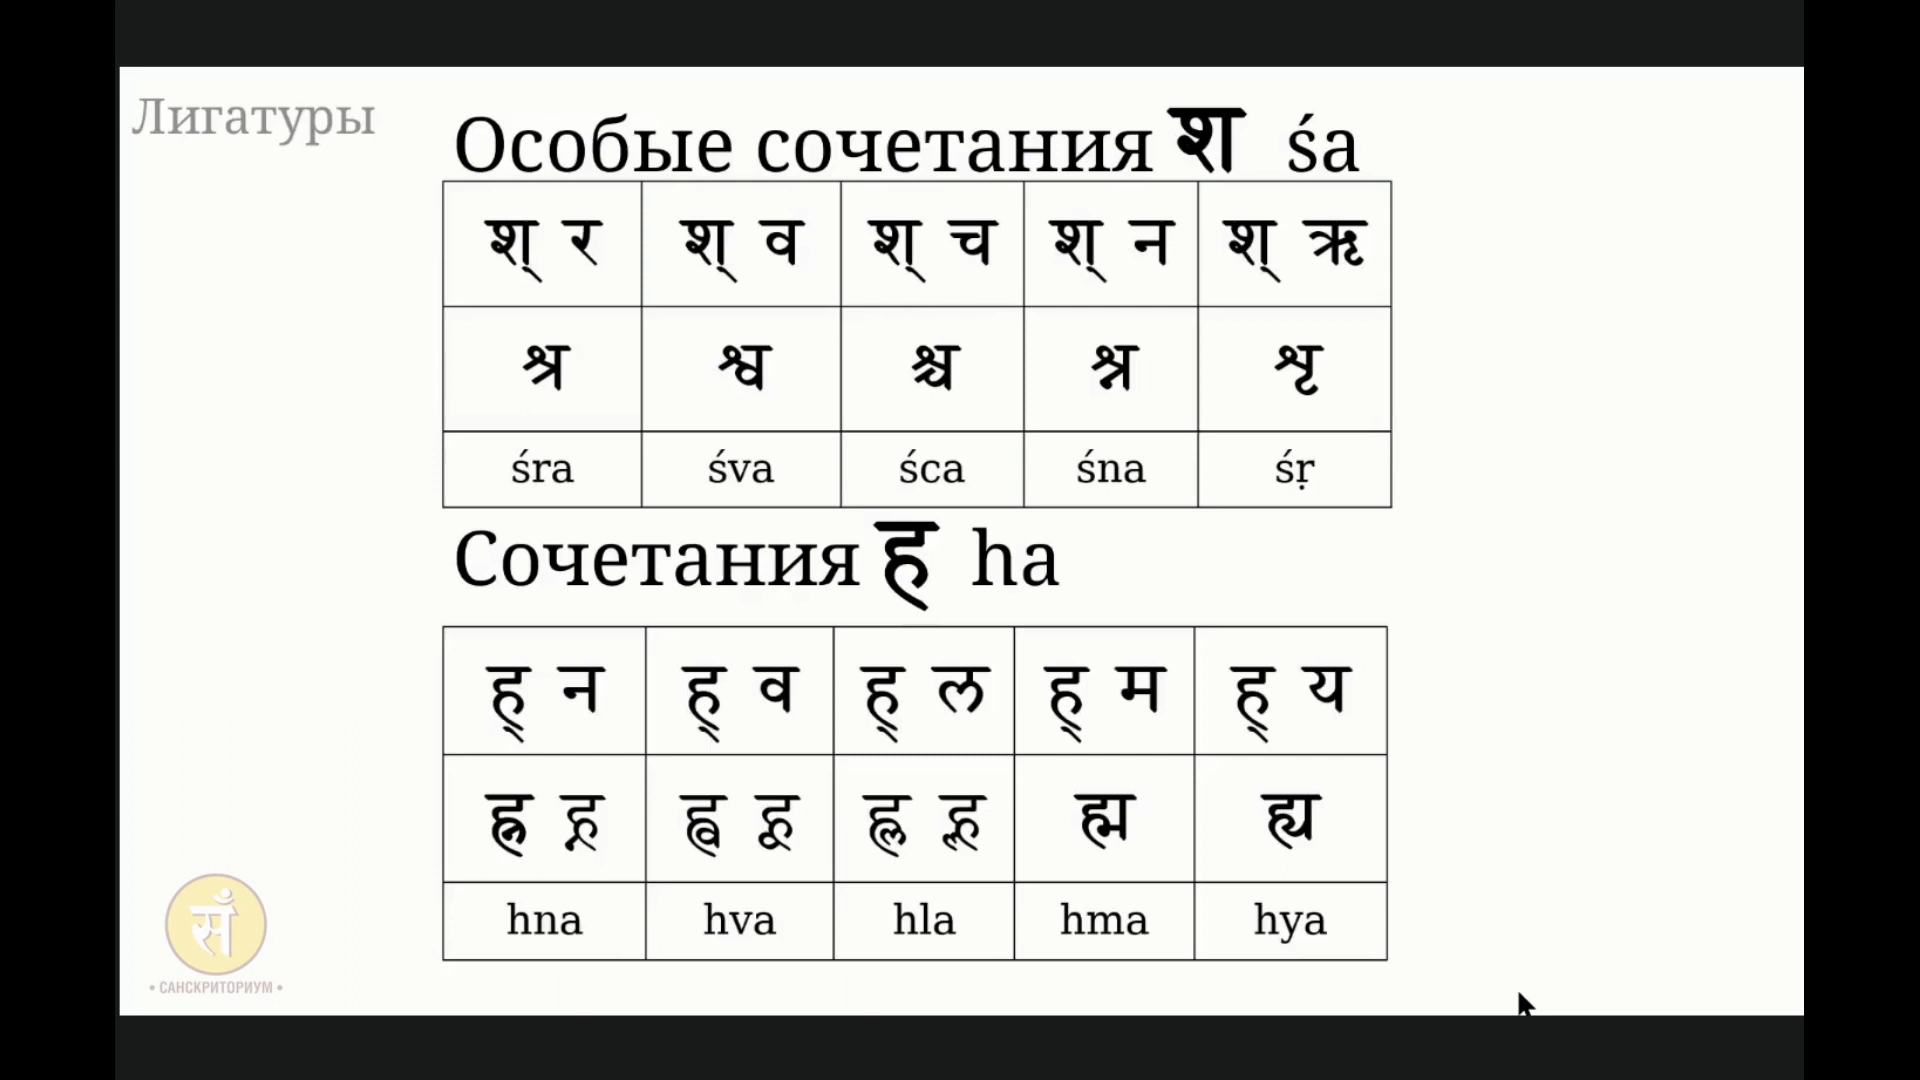 Лигатуры
Особые сочетания श śa
श् र श् व श् च श् न श् ऋ
श्र श्व श्च श्न शृ
śra śva śca śna śṛ
Сочетания ह ha
ह् न ह् व ह् ल ह् म ह् य
ह्न ह्न ह्व ह्व ह्ल ह्ल ह्म ह्य
hna hva hla hma hya
सँ
• САНСКРИТОРИУМ •